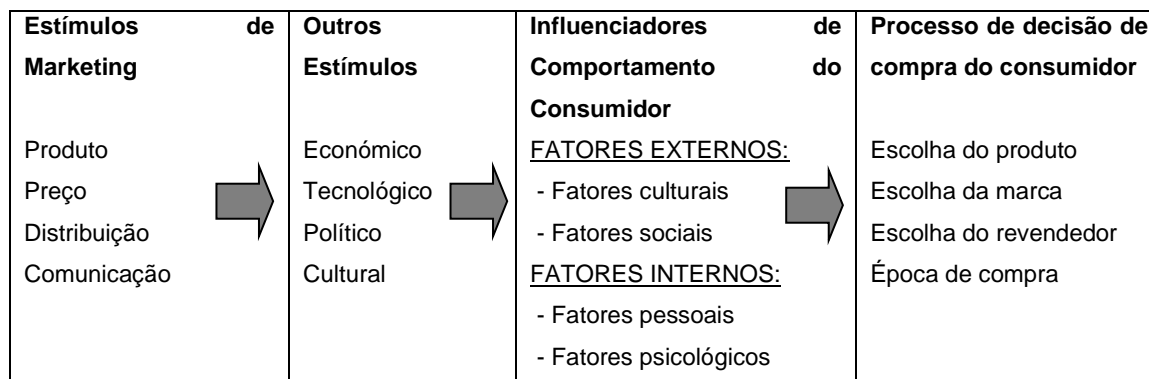 Estímulos de
Marketing
Produto
Preço
Distribuição
Comunicação
Outros
Estímulos
Económico
Tecnológico
Político
Cultural
Influenciadores de
Comportamento do
Consumidor
FATORES EXTERNOS:
- Fatores culturais
- Fatores sociais
FATORES INTERNOS:
- Fatores pessoais
- Fatores psicológicos
Processo de decisão de
compra do consumidor
Escolha do produto
Escolha da marca
Escolha do revendedor
Época de compra